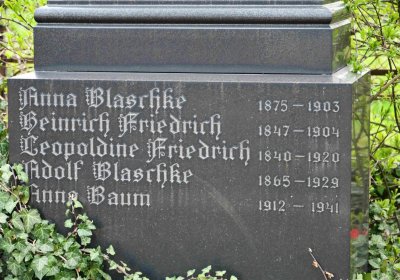 Anna Blaschke 1875 – 1903
Heinrich Friedrich 1847 – 1904
Leopoldine Friedrich 1840 – 1920
Adolf Blaschke 1865 – 1929
Anna Baum 1912 – 1941